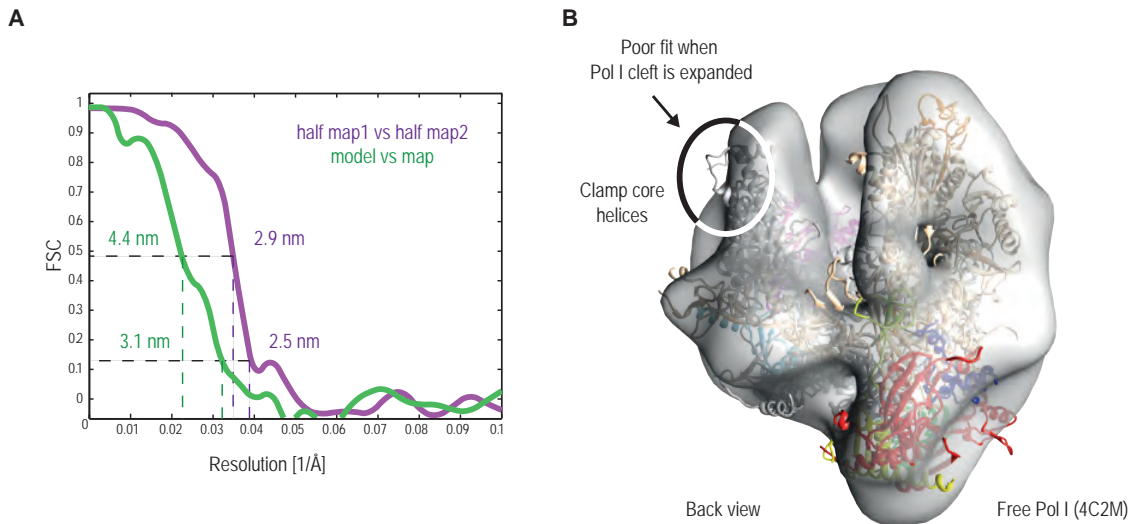 A
FSC
1
0.9
0.8
0.7
0.6
0.5
0.4
0.3
0.2
0.1
0
0
half map1 vs half map2
model vs map
4.4 nm
2.9 nm
3.1 nm
2.5 nm
0.01 0.02 0.03 0.04 0.05 0.06 0.07 0.08 0.09 0.1
Resolution [1/Å]
B
Poor fit when
Pol I cleft is expanded
Clamp core
helices
Back view
Free Pol I (4C2M)